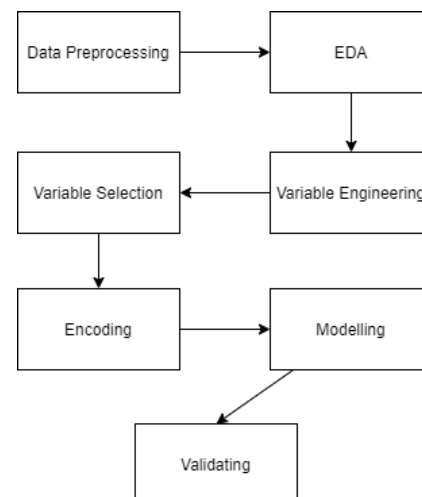 Data Preprocessing
EDA
Variable Engineering
Variable Selection
Encoding
Modelling
Validating